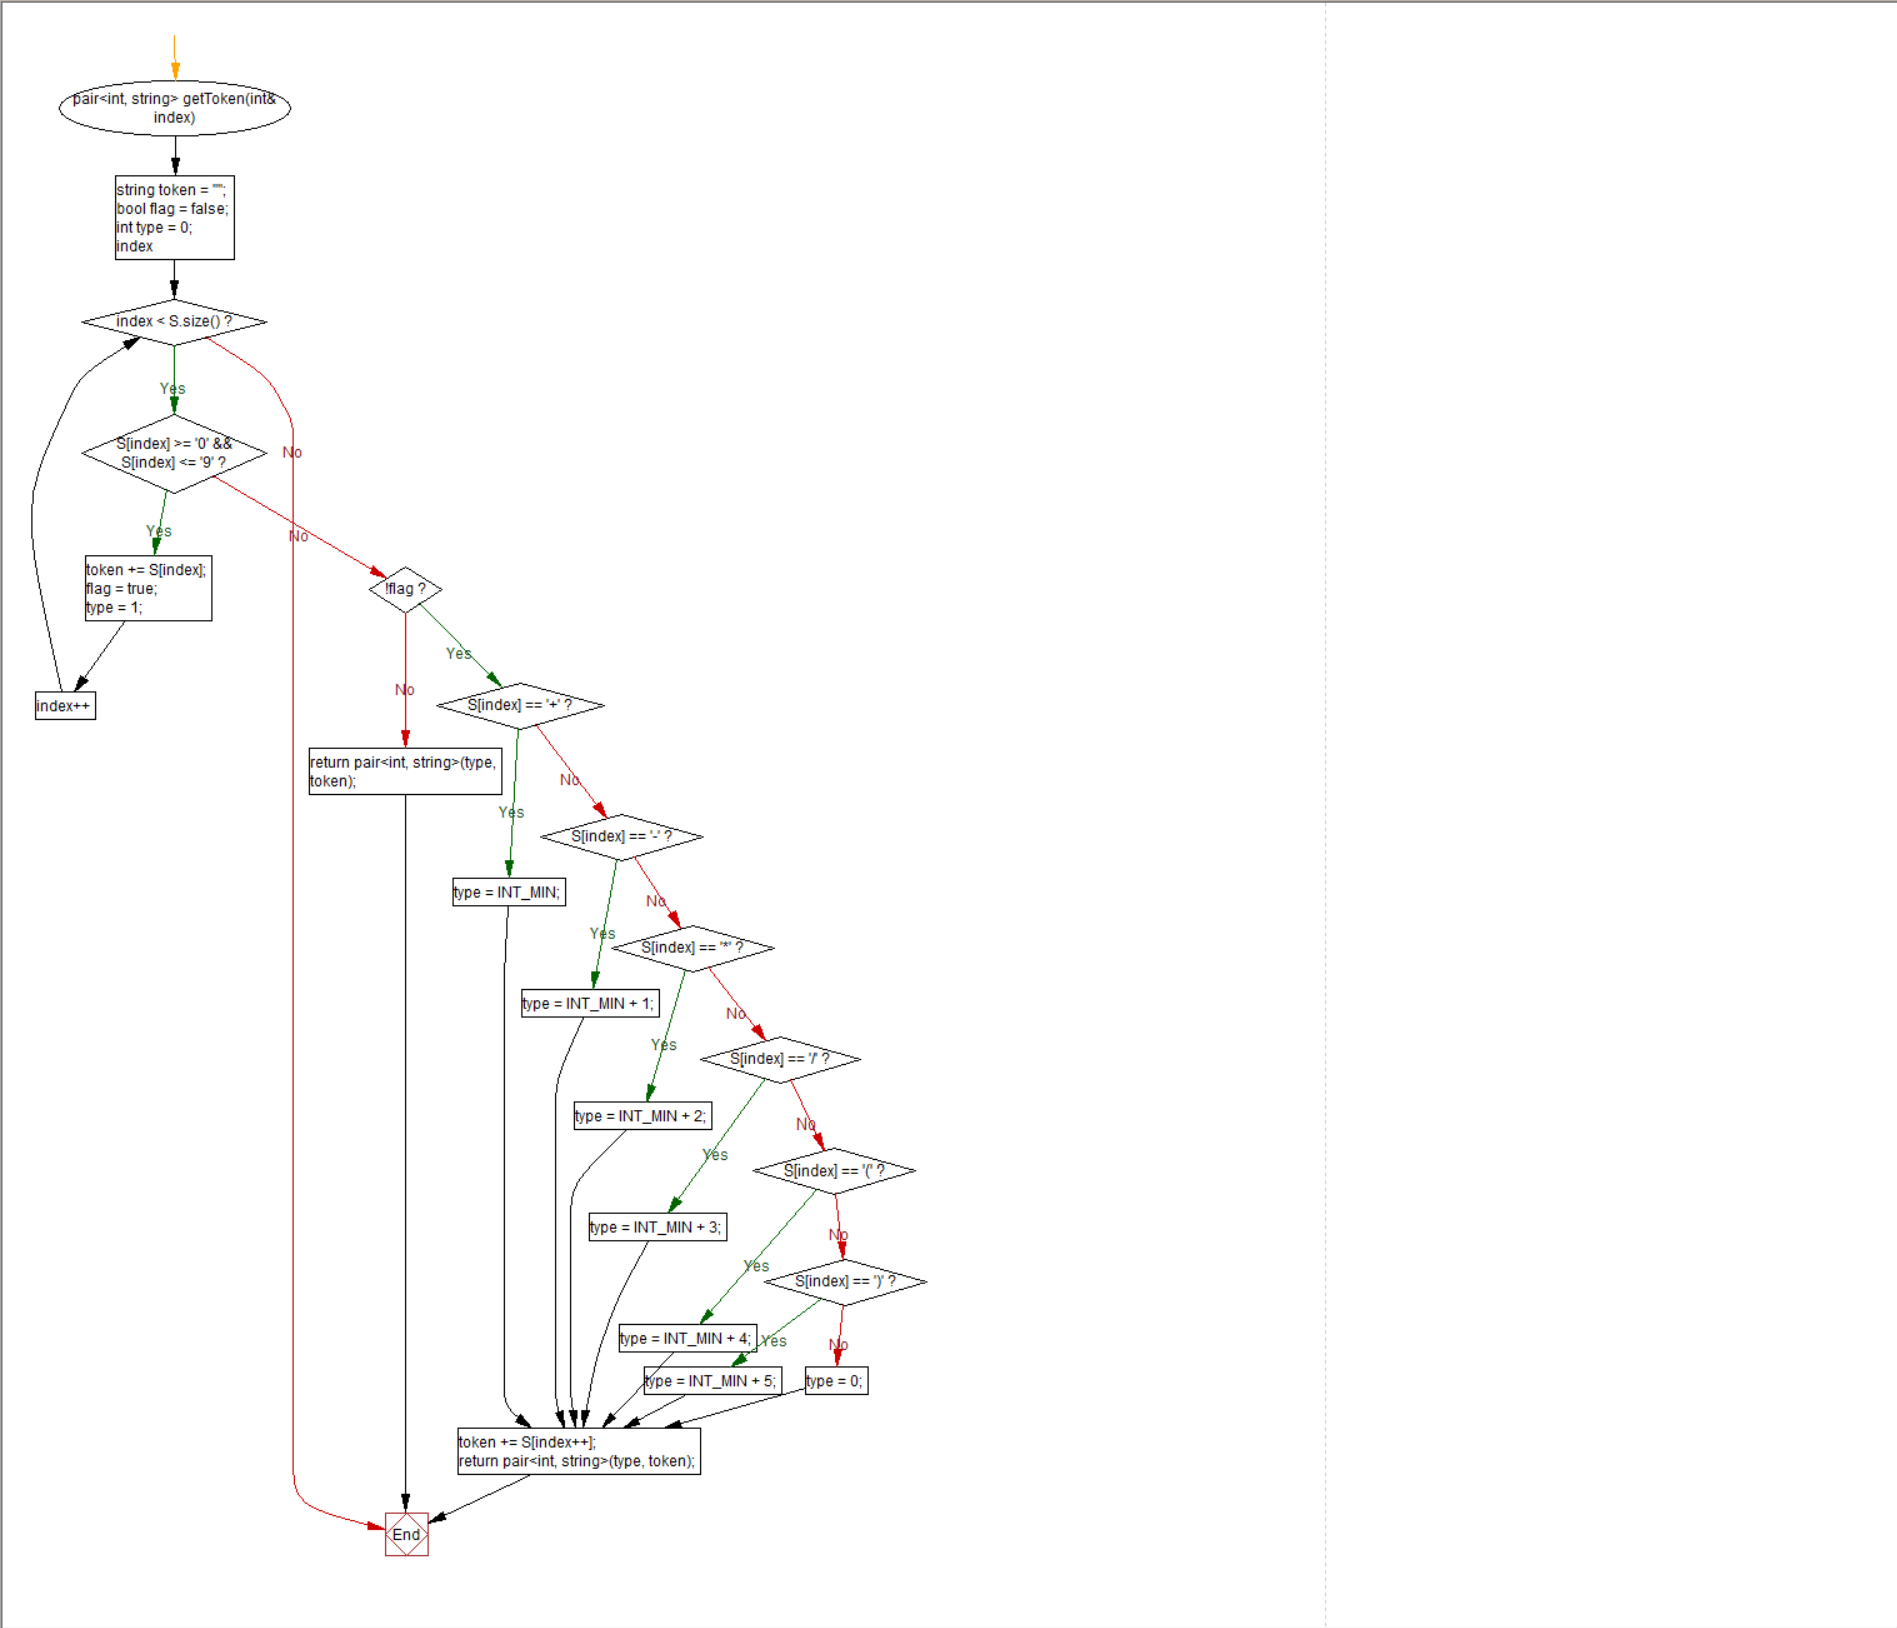 pair<int, string> getToken(int&
index)
string token = "";
bool flag = false;
int type = 0;
index
index < S.size() ?
Yes
No
S[index] >= '0' &&
S[index] <= '9' ?
Yes
No
token += S[index];
flag = true;
type = 1;
!flag ?
Yes
No
index++
S[index] == '+' ?
return pair<int, string>(type,
token);
No
Yes
S[index] == '-' ?
type = INT_MIN;
No
Yes
S[index] == '*' ?
type = INT_MIN + 1;
No
Yes
S[index] == '/' ?
type = INT_MIN + 2;
No
Yes
S[index] == '(' ?
type = INT_MIN + 3;
No
Yes
S[index] == ')' ?
type = INT_MIN + 4;
Yes
No
type = INT_MIN + 5;
type = 0;
token += S[index++];
return pair<int, string>(type, token);
End